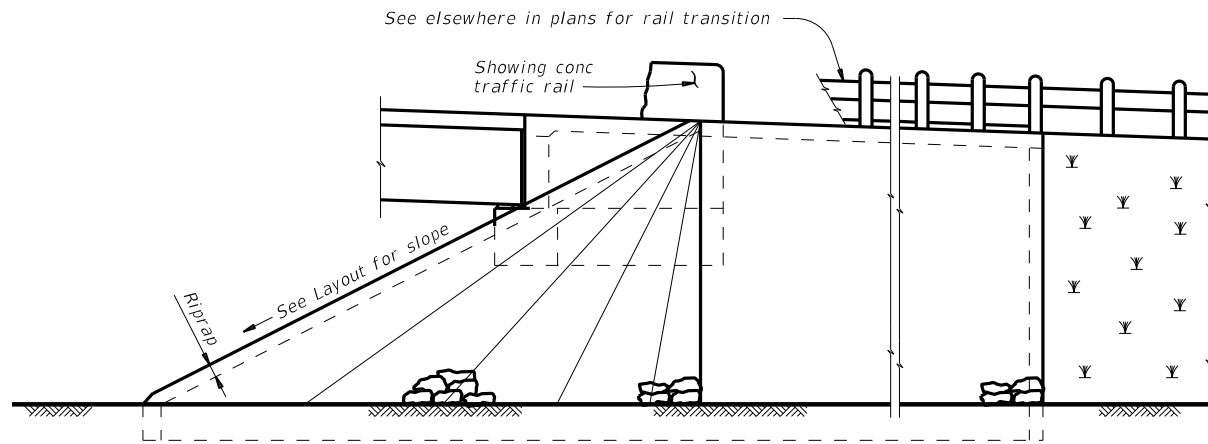 See elsewhere in plans for rail transition
Showing conc
traffic rail
See Layout for slope
Riprap